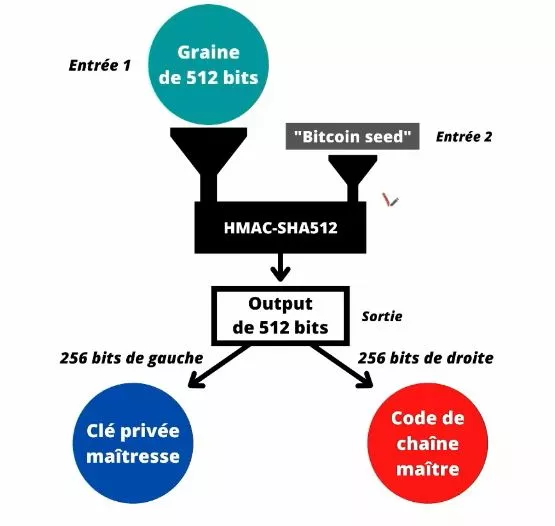 Graine
de 512 bits
Entrée 1
"Bitcoin seed"
Entrée 2
HMAC-SHA512
Output
de 512 bits
Sortie
256 bits de gauche
256 bits de droite
Clé privée
maîtresse
Code de
chaîne
maître